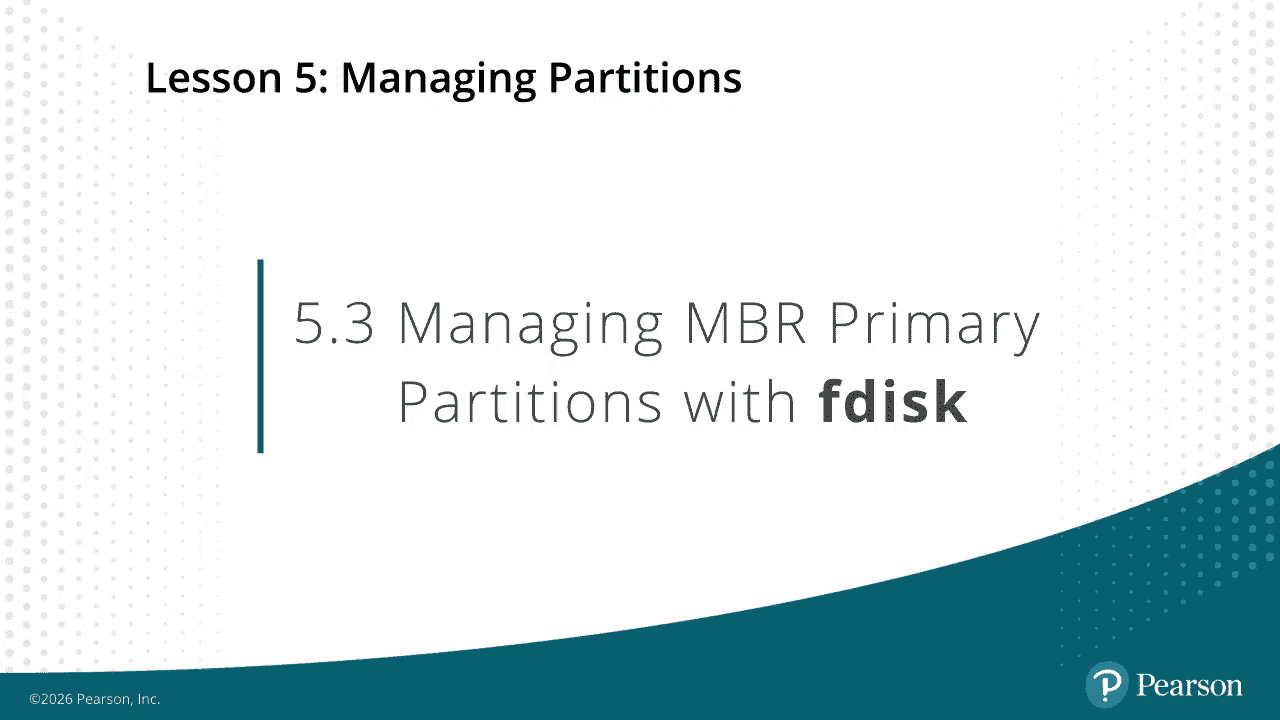 Lesson 5: Managing Partitions
5.3 Managing MBR Primary
Partitions with fdisk
©2026 Pearson, Inc.
Pearson